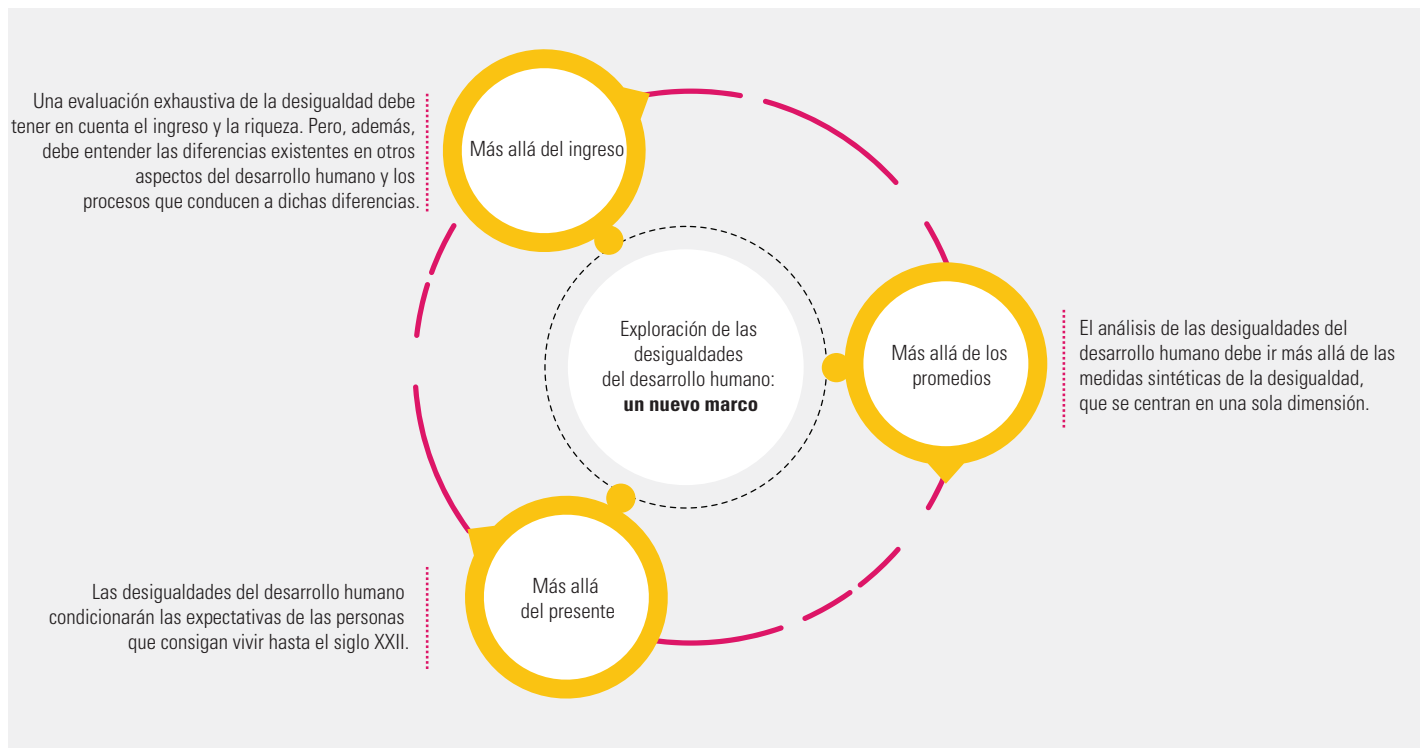 Una evaluación exhaustiva de la desigualdad debe
tener en cuenta el ingreso y la riqueza. Pero, además,
debe entender las diferencias existentes en otros
aspectos del desarrollo humano y los
procesos que conducen a dichas diferencias.
Más allá del ingreso
Exploración de las
desigualdades
del desarrollo humano:
un nuevo marco
Más allá de los
promedios
El análisis de las desigualdades del
desarrollo humano debe ir más allá de las
medidas sintéticas de la desigualdad,
que se centran en una sola dimensión.
Las desigualdades del desarrollo humano
condicionarán las expectativas de las personas
que consigan vivir hasta el siglo XXII.
Más allá
del presente